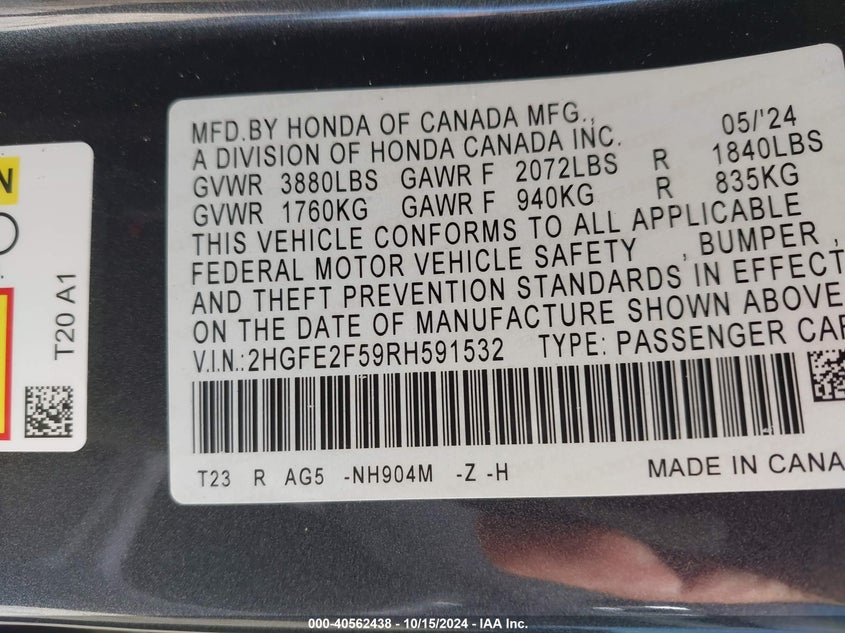 N
T20 A1
MFD.BY HONDA OF CANADA MFG., 05/'24
A DIVISION OF HONDA CANADA INC.
GVWR 3880LBS GAWR F 2072LBS R 1840LBS
GVWR 1760KG GAWR F 940KG R 835KG
THIS VEHICLE CONFORMS TO ALL APPLICABLE
FEDERAL MOTOR VEHICLE SAFETY , BUMPER ,
AND THEFT PREVENTION STANDARDS IN EFFECT
ON THE DATE OF MANUFACTURE SHOWN ABOVE
V.I.N.:2HGFE2F59RH591532 TYPE: PASSENGER CAR
T23 R AG5 -NH904M -Z -H MADE IN CANA
000-40562438 - 10/15/2024 - IAA Inc.